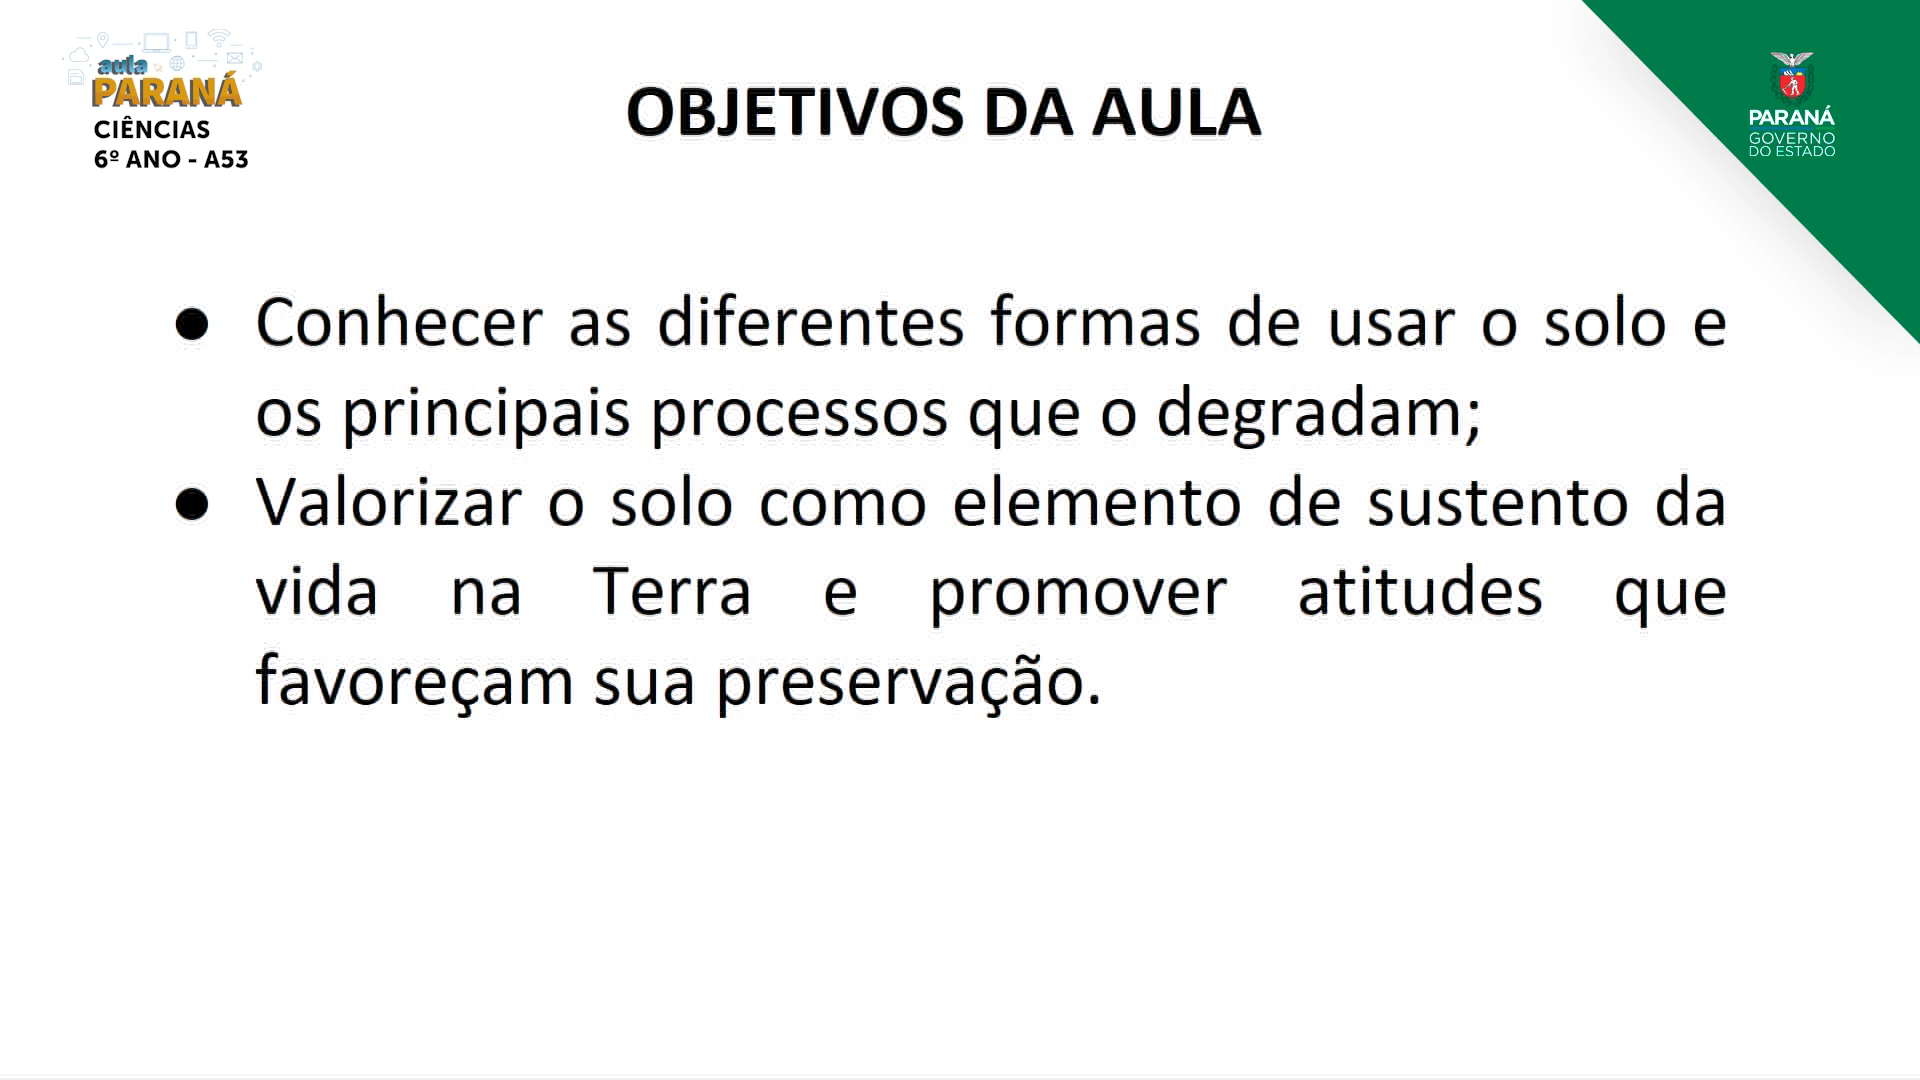 aula
PARANÁ
CIÊNCIAS
6º ANO - A53
OBJETIVOS DA AULA
PARANÁ
GOVERNO
DO ESTADO
● Conhecer as diferentes formas de usar o solo e
os principais processos que o degradam;
● Valorizar o solo como elemento de sustento da
vida na Terra e promover atitudes que
favoreçam sua preservação.